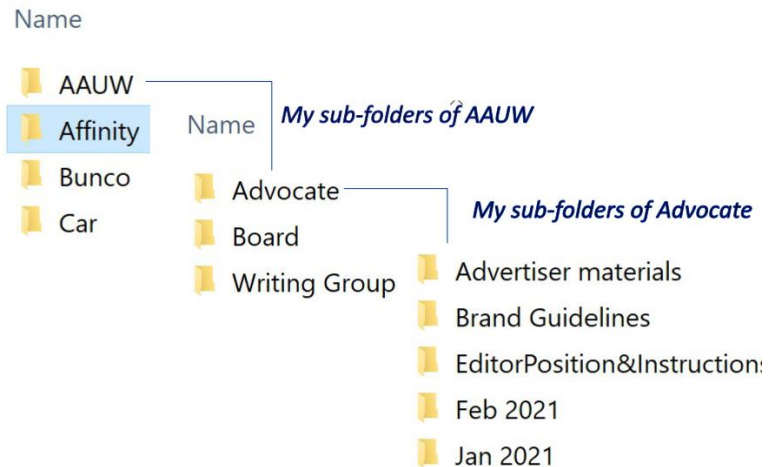 Name
AAUW
Affinity
Bunco
Car
My sub-folders of AAUW
Name
Advocate
Board
Writing Group
My sub-folders of Advocate
Advertiser materials
Brand Guidelines
EditorPosition&Instructions
Feb 2021
Jan 2021